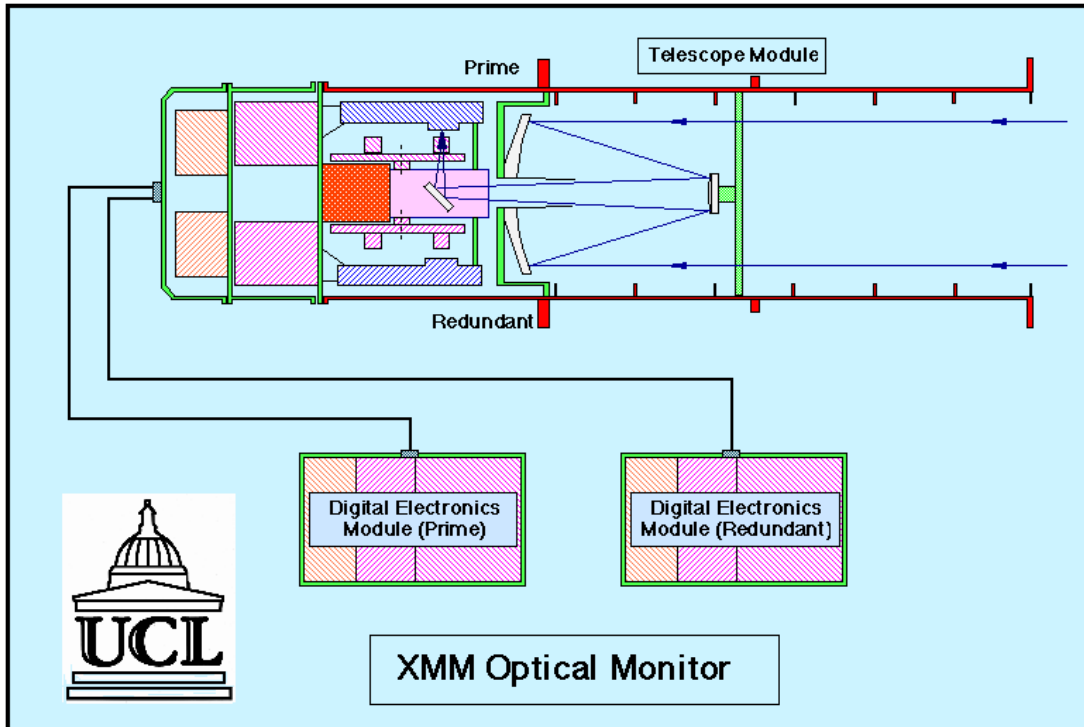 Prime
Telescope Module
Redundant
Digital Electronics
Module (Prime)
Digital Electronics
Module (Redundant)
UCL
XMM Optical Monitor